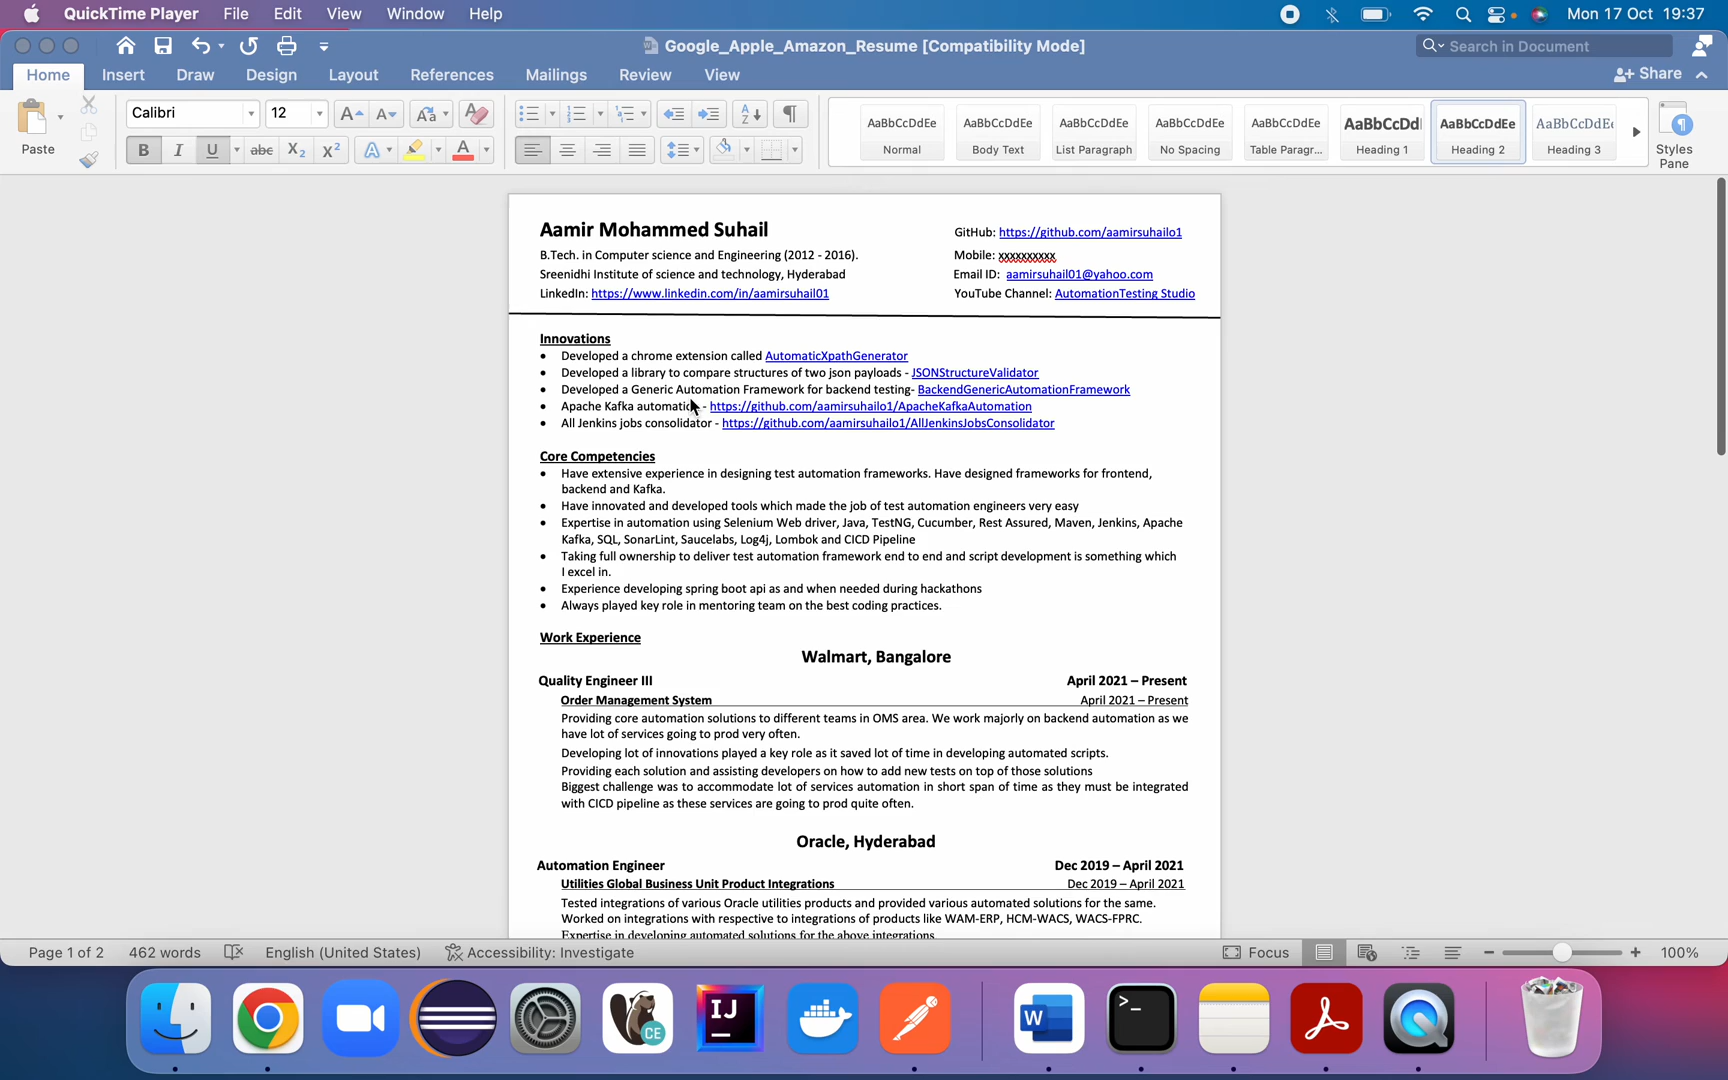 QuickTime Player File Edit View Window Help Mon 17 Oct 19:37
Google_Apple_Amazon_Resume [Compatibility Mode] Search in Document
Home Insert Draw Design Layout References Mailings Review View Share
Calibri 12
Paste
AaBbCcDdEe AaBbCcDdEe AaBbCcDdEe AaBbCcDdEe AaBbCcDdEe AaBbCcDdI AaBbCcDdEe AaBbCcDdEe
Normal Body Text List Paragraph No Spacing Table Paragr... Heading 1 Heading 2 Heading 3
Styles
Pane
Aamir Mohammed Suhail GitHub: https://github.com/aamirsuhailo1
B.Tech. in Computer science and Engineering (2012 - 2016). Mobile: xxxxxxxxxx
Sreenidhi Institute of science and technology, Hyderabad Email ID: aamirsuhail01@yahoo.com
LinkedIn: https://www.linkedin.com/in/aamirsuhail01 YouTube Channel: AutomationTesting Studio
Innovations
• Developed a chrome extension called AutomaticXpathGenerator
• Developed a library to compare structures of two json payloads - JSONStructureValidator
• Developed a Generic Automation Framework for backend testing- BackendGenericAutomationFramework
• Apache Kafka automation - https://github.com/aamirsuhailo1/ApacheKafkaAutomation
• All Jenkins jobs consolidator - https://github.com/aamirsuhailo1/AllJenkinsJobsConsolidator
Core Competencies
• Have extensive experience in designing test automation frameworks. Have designed frameworks for frontend,
backend and Kafka.
• Have innovated and developed tools which made the job of test automation engineers very easy
• Expertise in automation using Selenium Web driver, Java, TestNG, Cucumber, Rest Assured, Maven, Jenkins, Apache
Kafka, SQL, SonarLint, Saucelabs, Log4j, Lombok and CICD Pipeline
• Taking full ownership to deliver test automation framework end to end and script development is something which
I excel in.
• Experience developing spring boot api as and when needed during hackathons
• Always played key role in mentoring team on the best coding practices.
Work Experience
Walmart, Bangalore
Quality Engineer III April 2021 – Present
Order Management System April 2021 – Present
Providing core automation solutions to different teams in OMS area. We work majorly on backend automation as we
have lot of services going to prod very often.
Developing lot of innovations played a key role as it saved lot of time in developing automated scripts.
Providing each solution and assisting developers on how to add new tests on top of those solutions
Biggest challenge was to accommodate lot of services automation in short span of time as they must be integrated
with CICD pipeline as these services are going to prod quite often.
Oracle, Hyderabad
Automation Engineer Dec 2019 – April 2021
Utilities Global Business Unit Product Integrations Dec 2019 – April 2021
Tested integrations of various Oracle utilities products and provided various automated solutions for the same.
Worked on integrations with respective to integrations of products like WAM-ERP, HCM-WACS, WACS-FPRC.
Expertise in developing automated solutions for the above integrations
Page 1 of 2 462 words English (United States) Accessibility: Investigate Focus 100%